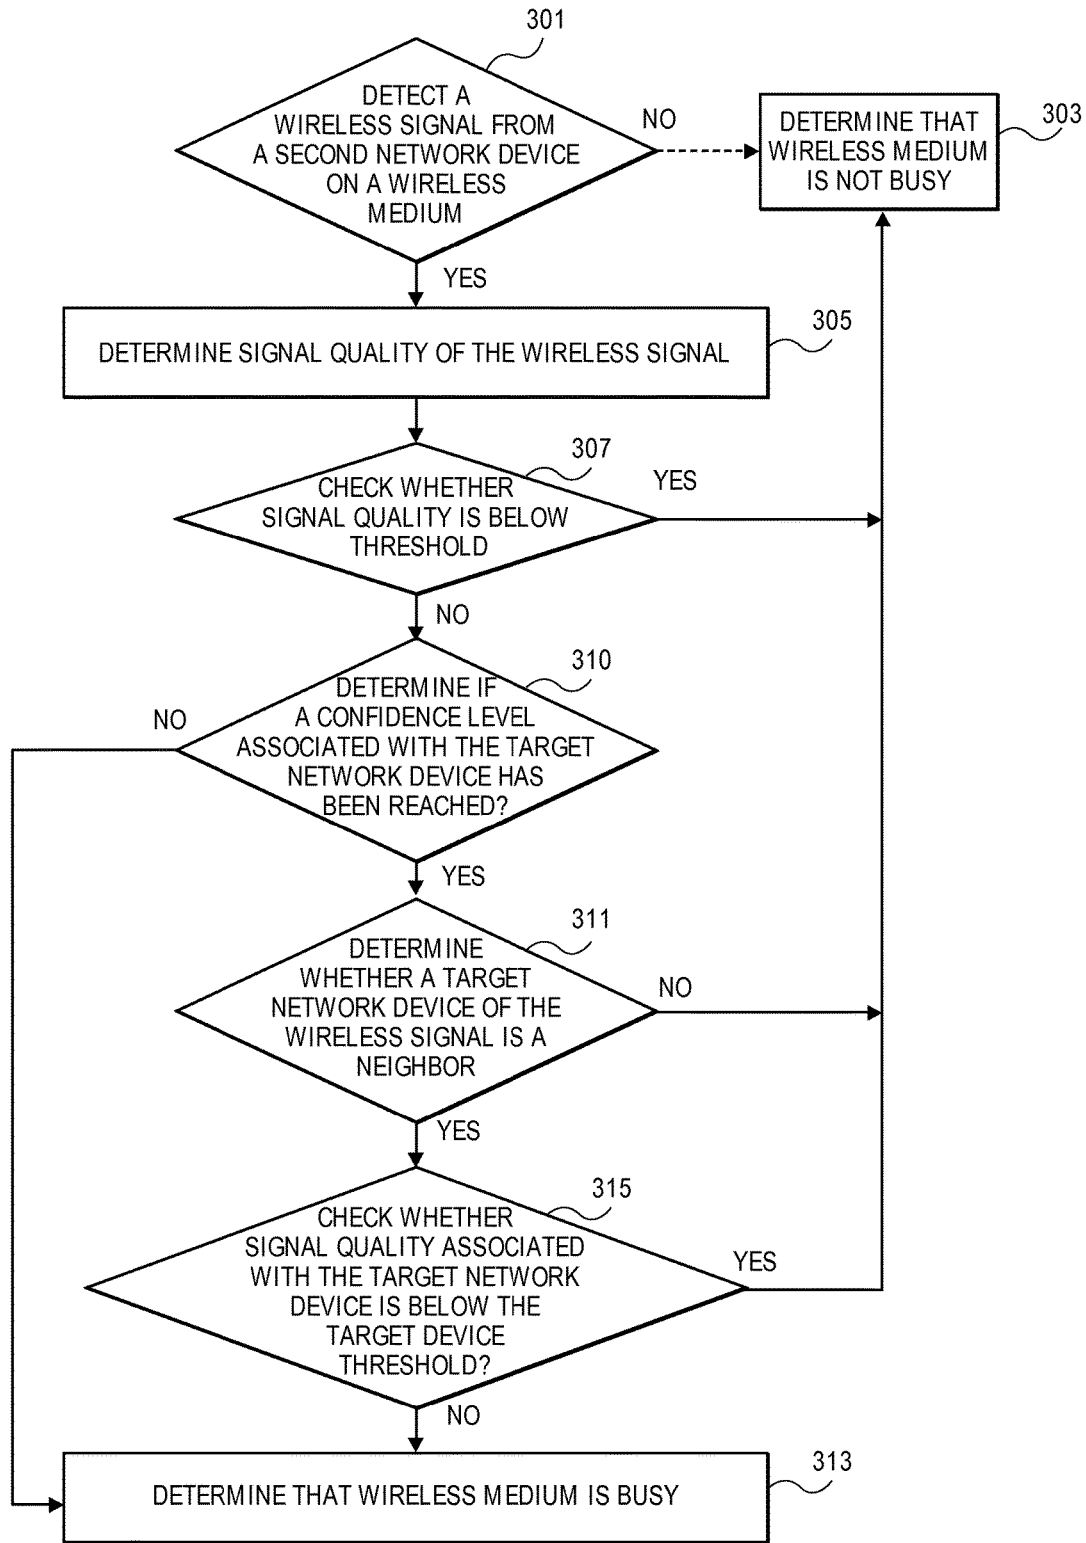 301
DETECT A
WIRELESS SIGNAL FROM
A SECOND NETWORK DEVICE
ON A WIRELESS
MEDIUM
NO
DETERMINE THAT
WIRELESS MEDIUM
IS NOT BUSY
303
YES
DETERMINE SIGNAL QUALITY OF THE WIRELESS SIGNAL
305
307
CHECK WHETHER
SIGNAL QUALITY IS BELOW
THRESHOLD
YES
NO
310
DETERMINE IF
A CONFIDENCE LEVEL
ASSOCIATED WITH THE TARGET
NETWORK DEVICE HAS
BEEN REACHED?
NO
YES
311
DETERMINE
WHETHER A TARGET
NETWORK DEVICE OF THE
WIRELESS SIGNAL IS A
NEIGHBOR
NO
YES
315
CHECK WHETHER
SIGNAL QUALITY ASSOCIATED
WITH THE TARGET NETWORK
DEVICE IS BELOW THE
TARGET DEVICE
THRESHOLD?
YES
NO
313
DETERMINE THAT WIRELESS MEDIUM IS BUSY